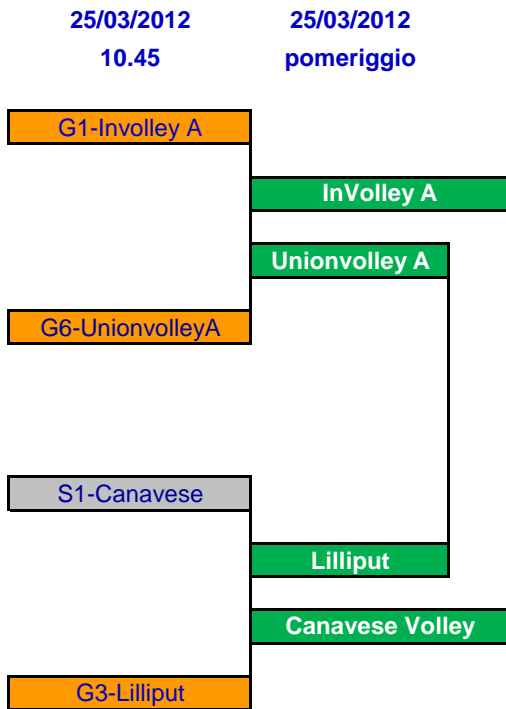 25/03/2012 25/03/2012
10.45 pomeriggio
G1-Involley A
InVolley A
Unionvolley A
G6-UnionvolleyA
S1-Canavese
Lilliput
Canavese Volley
G3-Lilliput